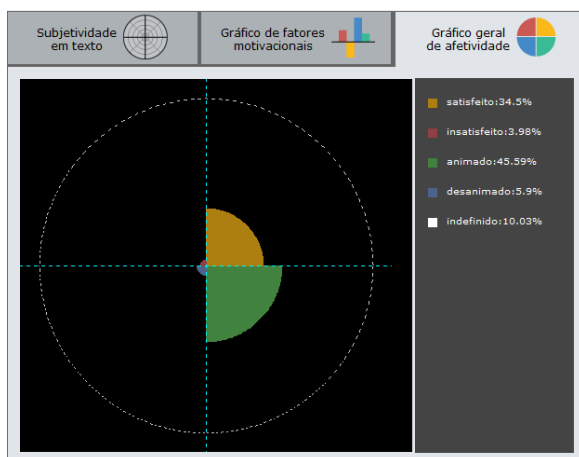 Subjetividade
em texto
Gráfico de fatores
motivacionais
Gráfico geral
de afetividade
satisfeito:34.5%
insatisfeito:3.98%
animado:45.59%
desanimado:5.9%
indefinido:10.03%